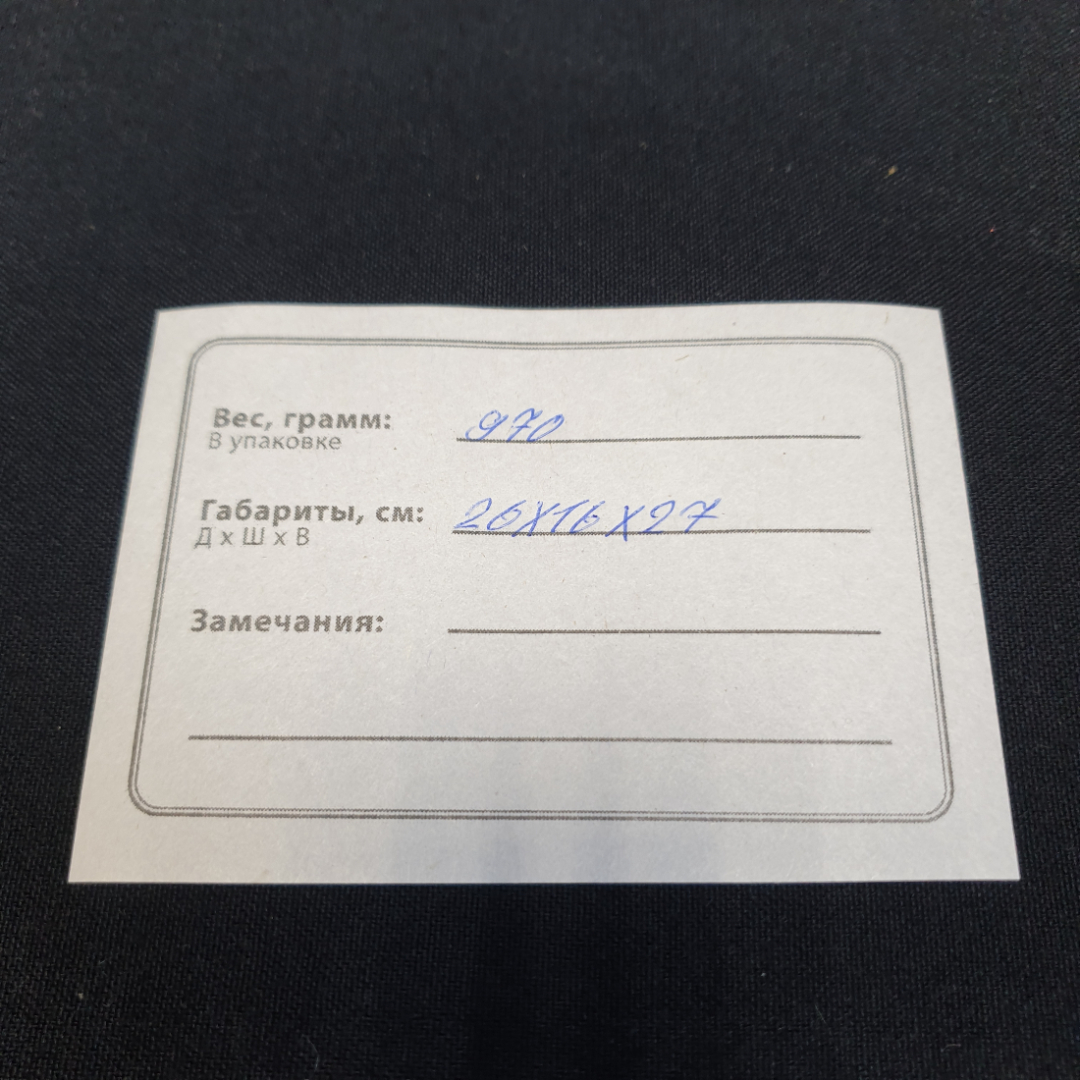 Вес, грамм: 970
В упаковке
Габариты, см: 26х16х27
Д х Ш х В
Замечания: